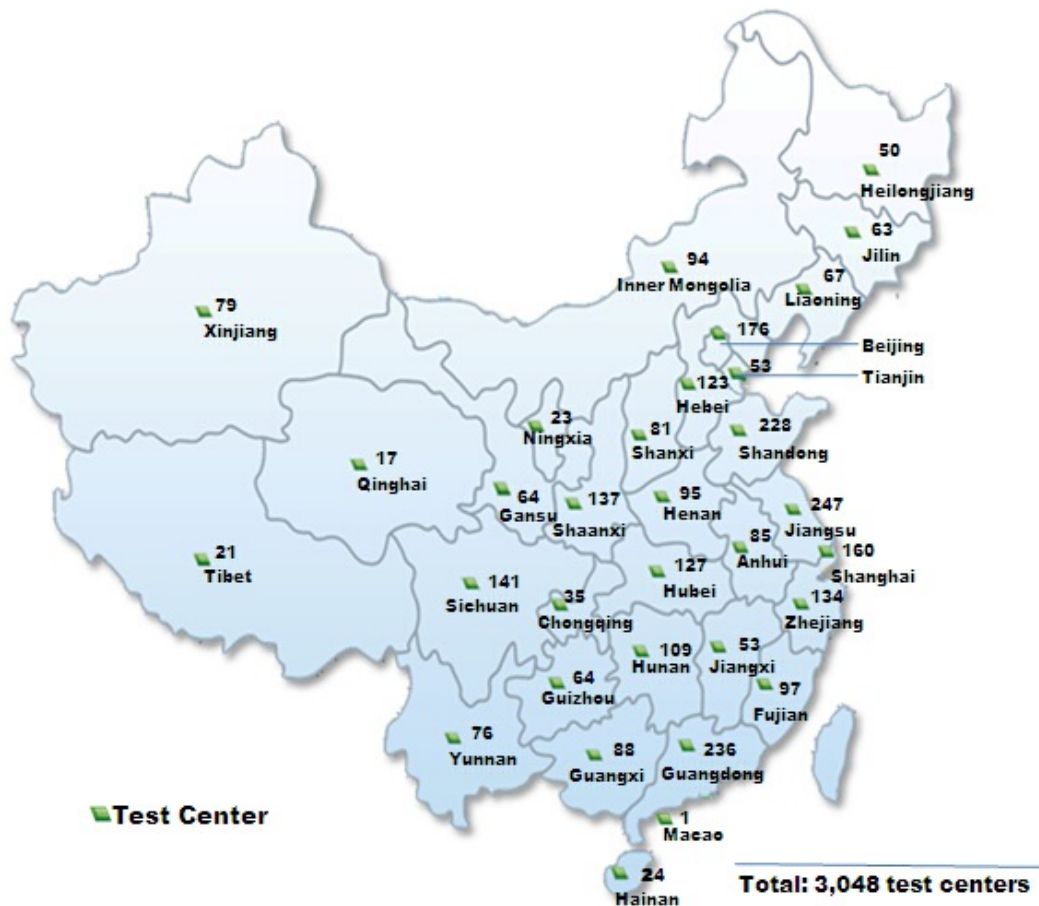 50
Heilongjiang
63
Jilin
94
Inner Mongolia
67
Liaoning
79
Xinjiang
176
Beijing
53
Tianjin
123
Hebei
23
Ningxia
81
Shanxi
228
Shandong
17
Qinghai
64
Gansu
137
Shaanxi
95
Henan
247
Jiangsu
85
Anhui
160
Shanghai
21
Tibet
141
Sichuan
35
Chongqing
127
Hubei
134
Zhejiang
109
Hunan
53
Jiangxi
64
Guizhou
97
Fujian
76
Yunnan
88
Guangxi
236
Guangdong
Test Center
1
Macao
24
Hainan
Total: 3,048 test centers